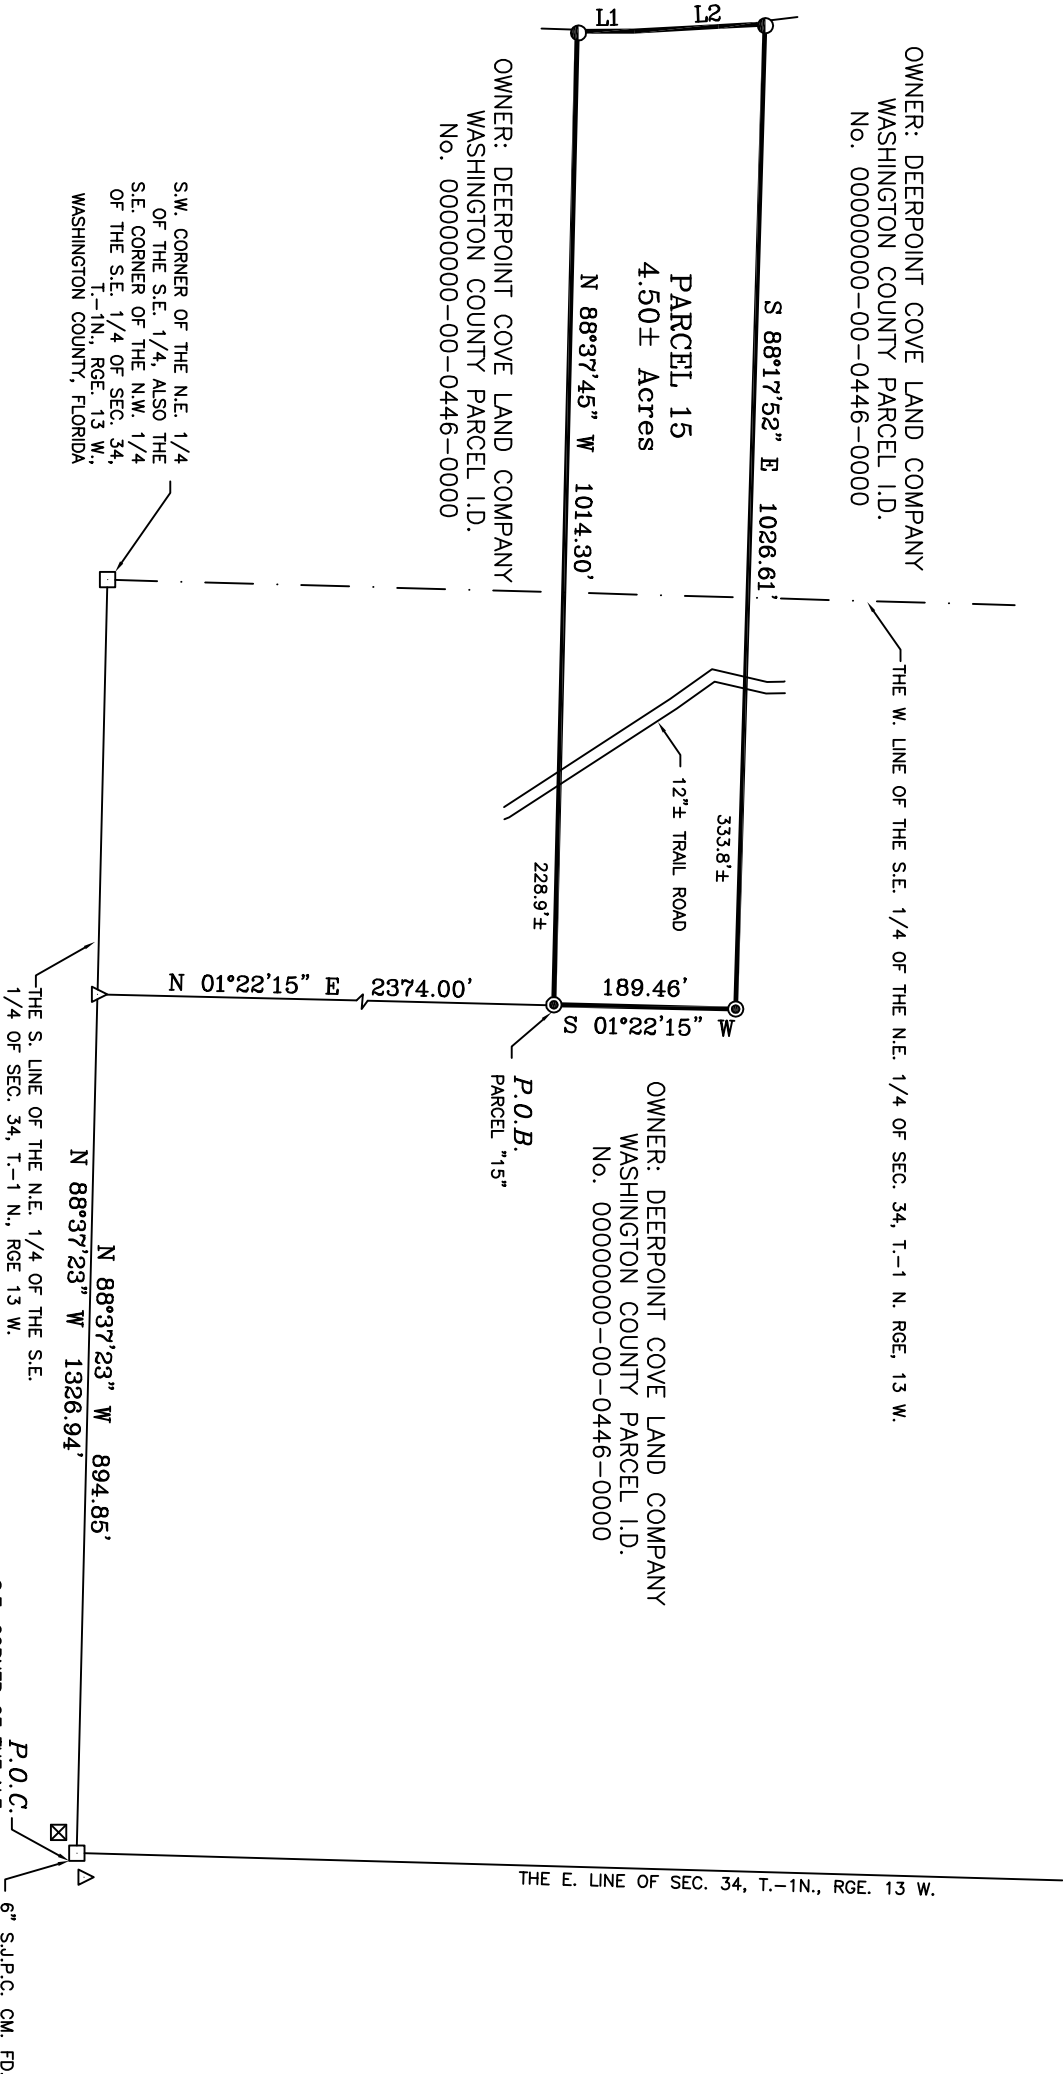 OWNER: DEERPOINT COVE LAND COMPANY
WASHINGTON COUNTY PARCEL I.D.
No. 00000000-00-0446-0000
L1
L2
S 88°17'52" E 1026.61'
PARCEL 15
4.50± Acres
N 88°37'45" W 1014.30'
OWNER: DEERPOINT COVE LAND COMPANY
WASHINGTON COUNTY PARCEL I.D.
No. 00000000-00-0446-0000
S.W. CORNER OF THE N.E. 1/4
OF THE S.E. 1/4, ALSO THE
S.E. CORNER OF THE N.W. 1/4
OF THE S.E. 1/4 OF SEC. 34,
T.-1N., RGE. 13 W.,
WASHINGTON COUNTY, FLORIDA
THE W. LINE OF THE S.E. 1/4 OF THE N.E. 1/4 OF SEC. 34, T.-1 N. RGE, 13 W.
333.8'±
12"± TRAIL ROAD
228.9'±
189.46'
S 01°22'15" W
N 01°22'15" E 2374.00'
P.O.B.
PARCEL "15"
OWNER: DEERPOINT COVE LAND COMPANY
WASHINGTON COUNTY PARCEL I.D.
No. 00000000-00-0446-0000
N 88°37'23" W 894.85'
N 88°37'23" W 1326.94'
THE S. LINE OF THE N.E. 1/4 OF THE S.E.
1/4 OF SEC. 34, T.-1 N., RGE 13 W.
THE E. LINE OF SEC. 34, T.-1N., RGE. 13 W.
P.O.C.
6" S.J.P.C. CM. FD.